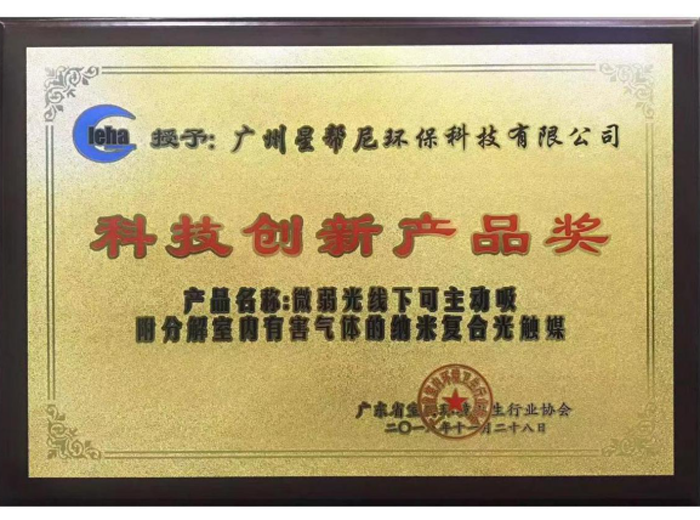 Ieha 授予：广州星帮尼环保科技有限公司
科技创新产品奖
产品名称:微弱光线下可主动吸
附分解室内有害气体的纳米复合光触媒
广东省室内环境卫生行业协会
二〇一八年十一月二十八日